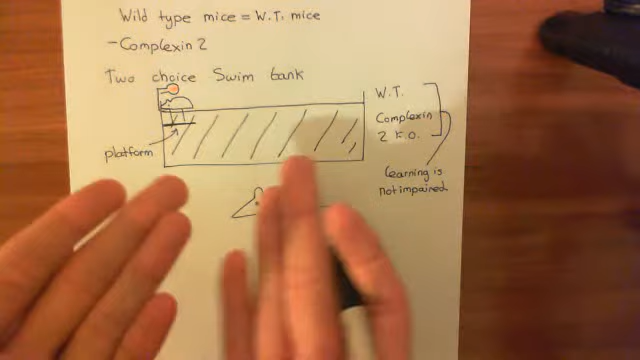 Wild type mice = W.T. mice
- Complexin 2
Two choice Swim tank
W.T.
Complexin
2 K.O.
platform
Learning is
not impaired